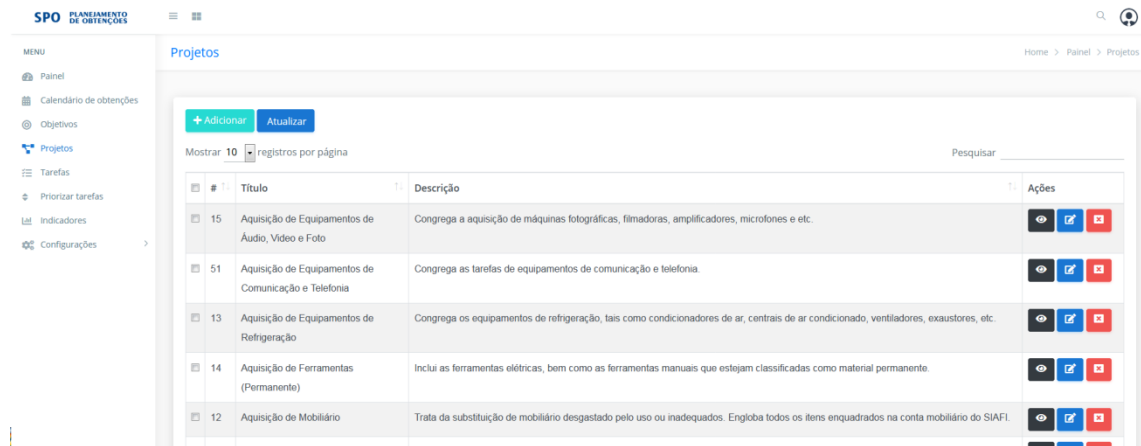 SPO PLANEJAMENTO
DE OBTENÇÕES
Projetos
Home > Painel > Projetos
MENU
Painel
Calendário de obtenções
Objetivos
Projetos
Tarefas
Priorizar tarefas
Indicadores
Configurações
+ Adicionar
Atualizar
Mostrar 10 registros por página
Pesquisar
# Título Descrição Ações
15 Aquisição de Equipamentos de Congrega a aquisição de máquinas fotográficas, filmadoras, amplificadores, microfones e etc.
Áudio, Video e Foto
51 Aquisição de Equipamentos de Congrega as tarefas de equipamentos de comunicação e telefonia.
Comunicação e Telefonia
13 Aquisição de Equipamentos de Congrega os equipamentos de refrigeração, tais como condicionadores de ar, centrais de ar condicionado, ventiladores, exaustores, etc.
Refrigeração
14 Aquisição de Ferramentas Inclui as ferramentas elétricas, bem como as ferramentas manuais que estejam classificadas como material permanente.
(Permanente)
12 Aquisição de Mobiliário Trata da substituição de mobiliário desgastado pelo uso ou inadequados. Engloba todos os itens enquadrados na conta mobiliário do SIAFI.